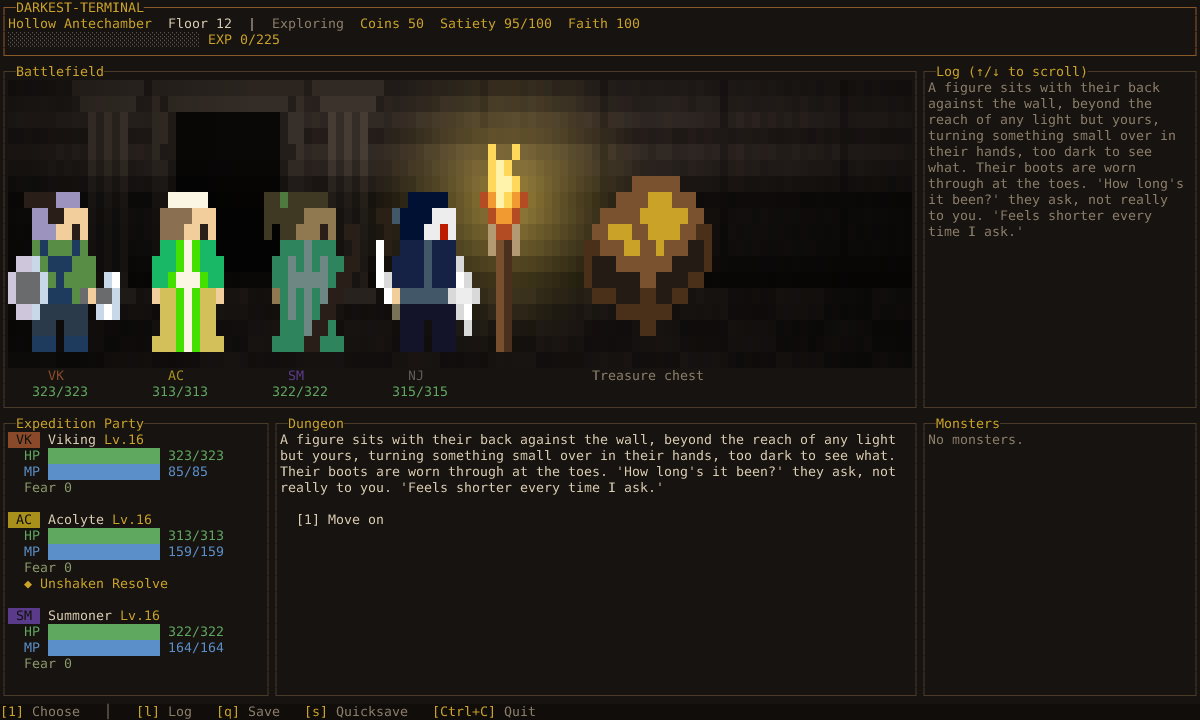 DARKEST-TERMINAL
Hollow Antechamber  Floor 12  |  Exploring  Coins 50  Satiety 95/100  Faith 100
EXP 0/225
Battlefield
VK AC SM NJ Treasure chest
323/323 313/313 322/322 315/315
Log (↑/↓ to scroll)
A figure sits with their back
against the wall, beyond the
reach of any light but yours,
turning something small over in
their hands, too dark to see
what. Their boots are worn
through at the toes. 'How long's
it been?' they ask, not really
to you. 'Feels shorter every
time I ask.'
Expedition Party
VK Viking Lv.16
HP 323/323
MP 85/85
Fear 0
AC Acolyte Lv.16
HP 313/313
MP 159/159
Fear 0
◆ Unshaken Resolve
SM Summoner Lv.16
HP 322/322
MP 164/164
Fear 0
Dungeon
A figure sits with their back against the wall, beyond the reach of any light
but yours, turning something small over in their hands, too dark to see what.
Their boots are worn through at the toes. 'How long's it been?' they ask, not
really to you. 'Feels shorter every time I ask.'
[1] Move on
Monsters
No monsters.
[1] Choose │ [l] Log [q] Save [s] Quicksave [Ctrl+C] Quit